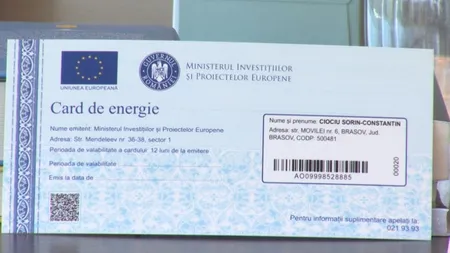 UNIUNEA EUROPEANĂ
GUVERNUL ROMÂNIEI
MINISTERUL INVESTIȚIILOR
ȘI PROIECTELOR EUROPENE
Card de energie
Nume emitent: Ministerul Investițiilor și Proiectelor Europene
Adresa: Str. Mendeleev nr. 36-38, sector 1
Perioada de valabilitate a cardului: 12 luni de la emitere
Perioada de valabilitate:
Emis la data de:
Nume și prenume: CIOCIU SORIN-CONSTANTIN
Adresa: str. MOVILEI nr. 6, BRASOV, Jud.
BRASOV, CODP: 500481
AO09998528885
00020
Pentru informații suplimentare apelați la
021.93.93